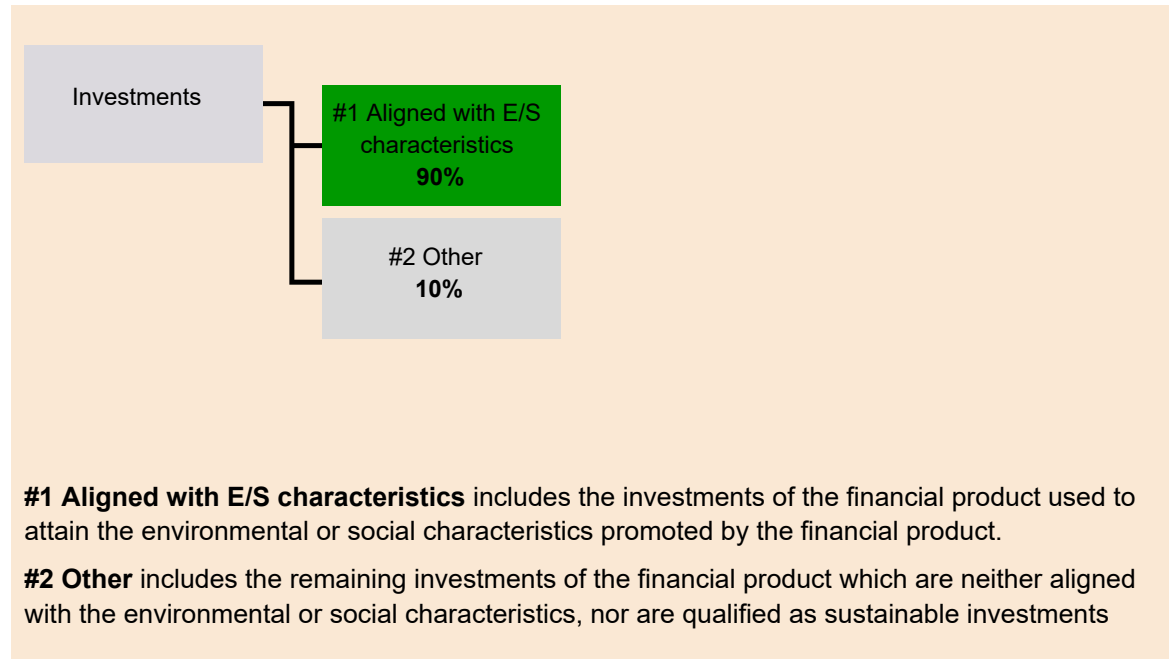 Investments
#1 Aligned with E/S
characteristics
90%
#2 Other
10%
#1 Aligned with E/S characteristics includes the investments of the financial product used to
attain the environmental or social characteristics promoted by the financial product.
#2 Other includes the remaining investments of the financial product which are neither aligned
with the environmental or social characteristics, nor are qualified as sustainable investments